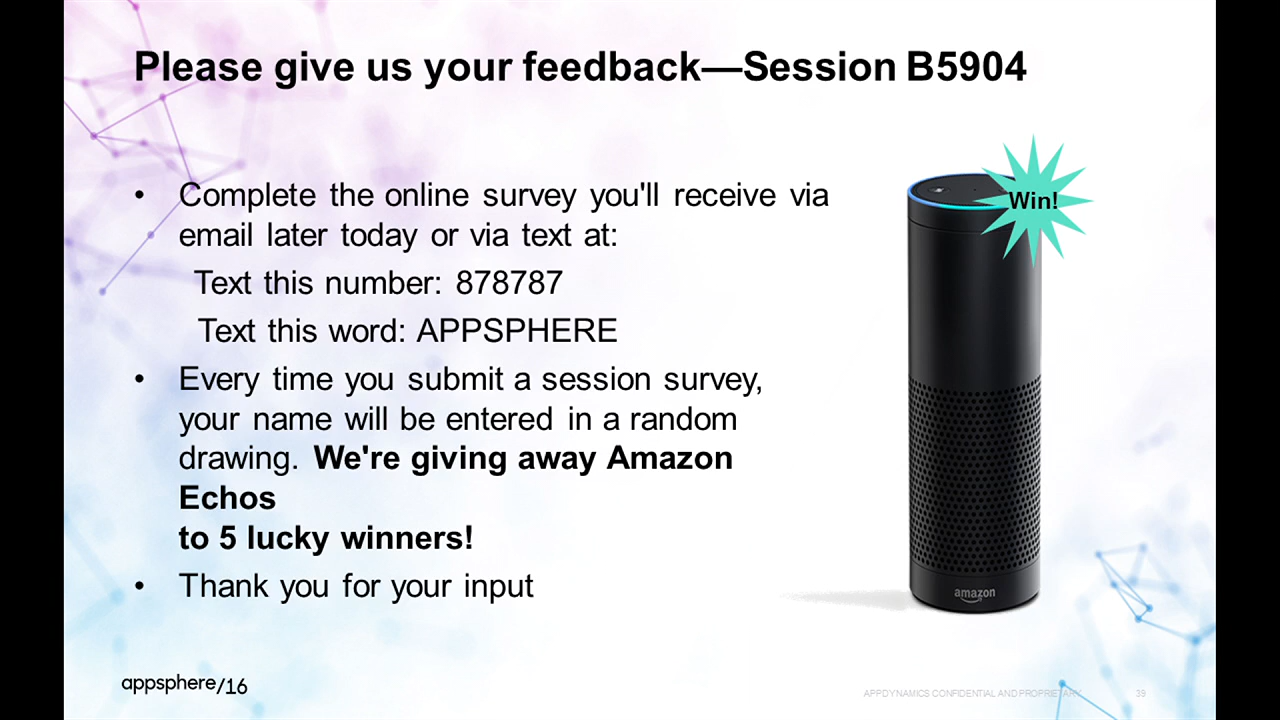 Please give us your feedback—Session B5904
• Complete the online survey you'll receive via
email later today or via text at:
Text this number: 878787
Text this word: APPSPHERE
• Every time you submit a session survey,
your name will be entered in a random
drawing. We're giving away Amazon
Echos
to 5 lucky winners!
• Thank you for your input
Win!
amazon
appsphere/16
APPDYNAMICS CONFIDENTIAL AND PROPRIETARY
39